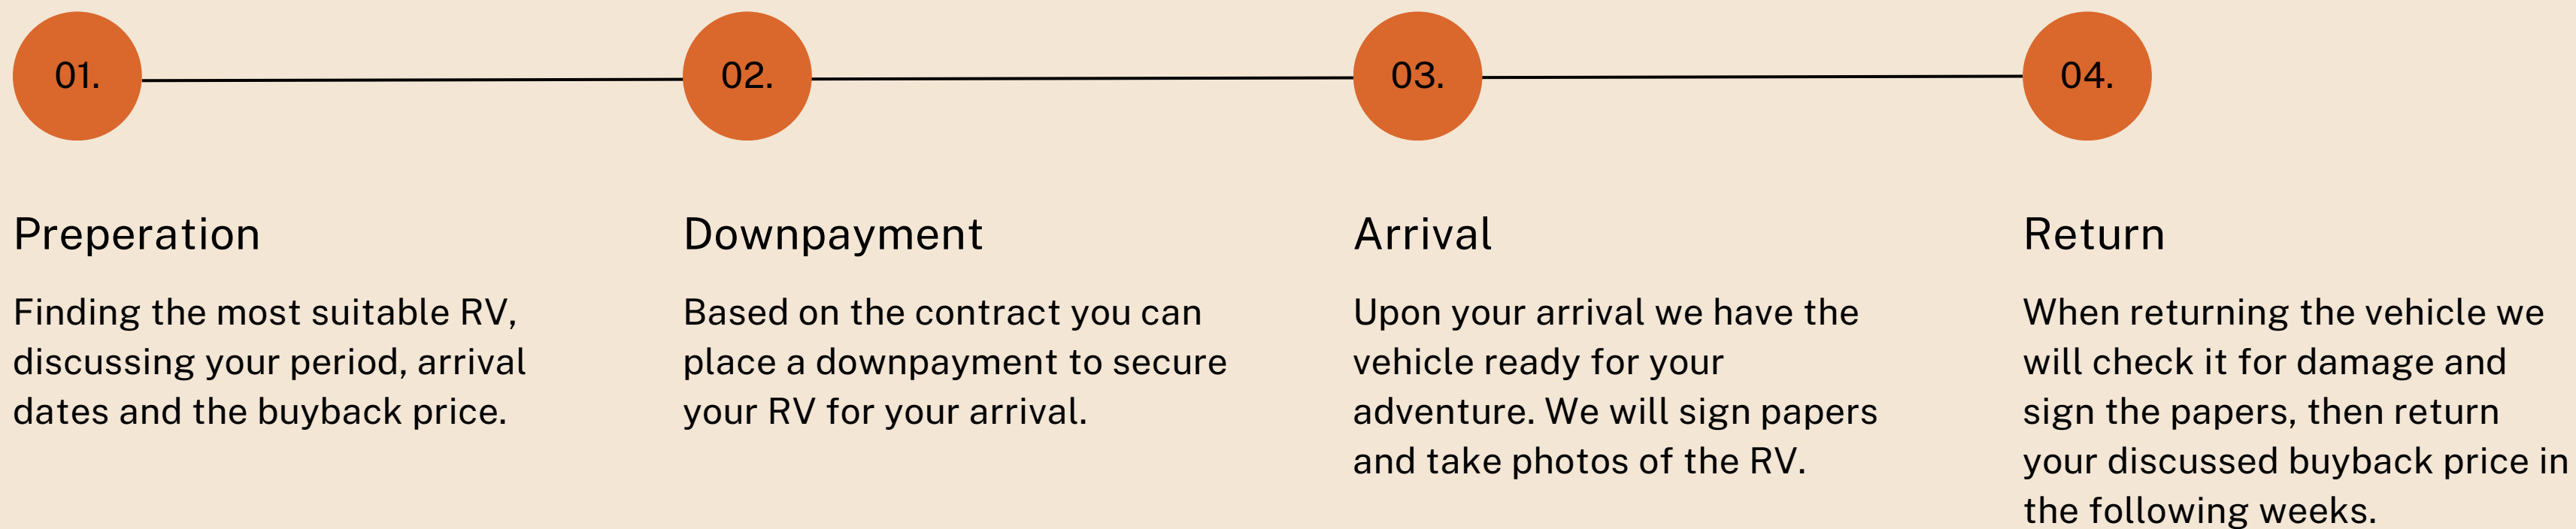 01.
02.
03.
04.
Preperation
Finding the most suitable RV,
discussing your period, arrival
dates and the buyback price.
Downpayment
Based on the contract you can
place a downpayment to secure
your RV for your arrival.
Arrival
Upon your arrival we have the
vehicle ready for your
adventure. We will sign papers
and take photos of the RV.
Return
When returning the vehicle we
will check it for damage and
sign the papers, then return
your discussed buyback price in
the following weeks.